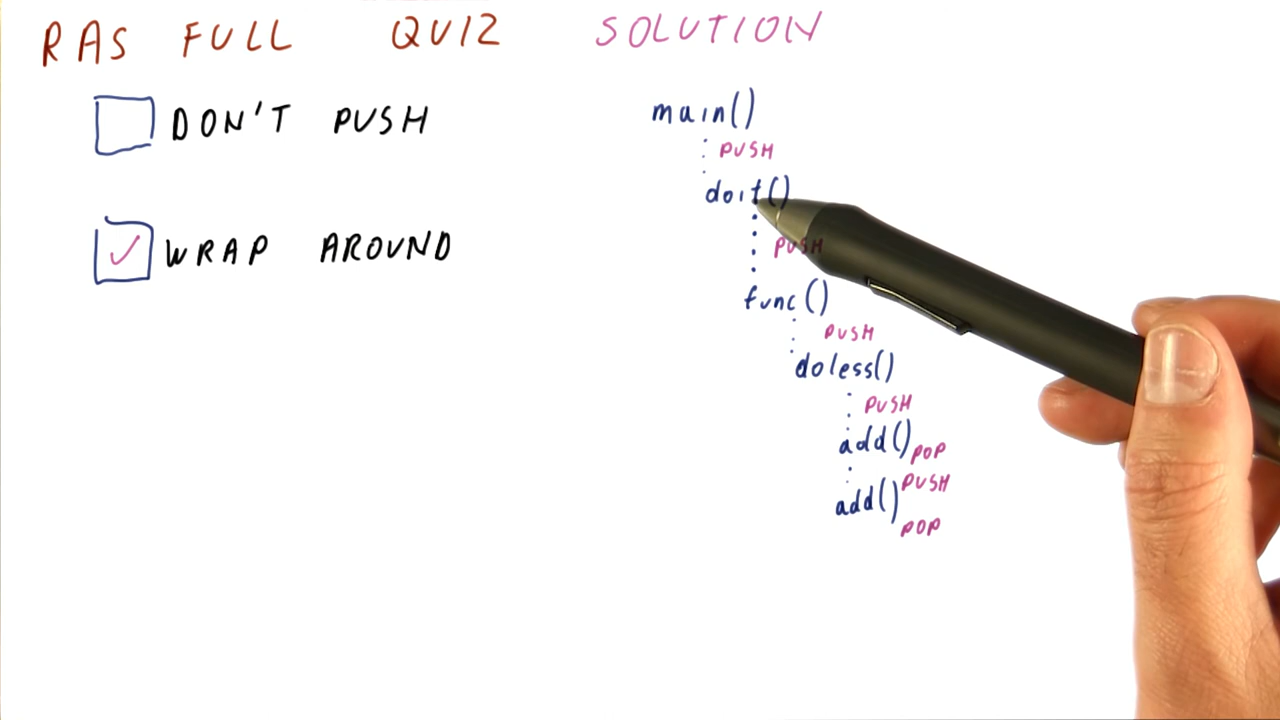 RAS FULL QUIZ SOLUTION
DON'T PUSH
WRAP AROUND
main()
PUSH
doit()
PUSH
func()
PUSH
doless()
PUSH
add() POP
PUSH
add()
POP